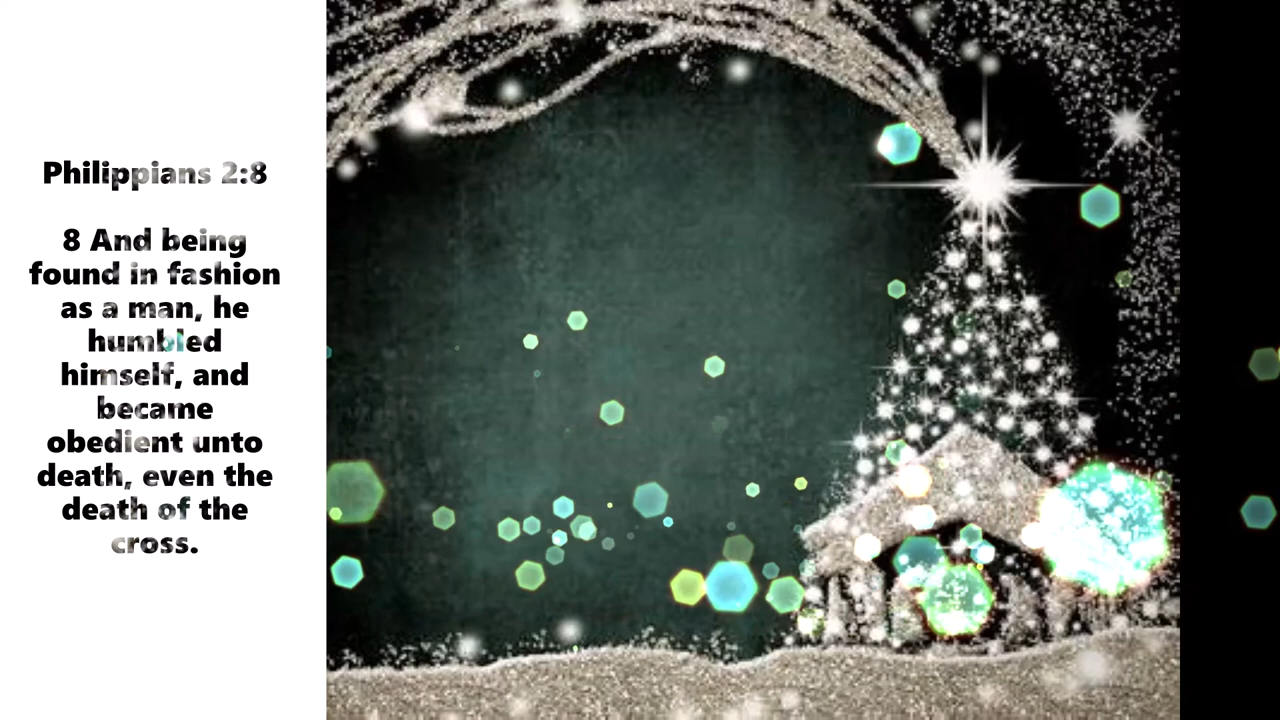 Philippians 2:8
8 And being
found in fashion
as a man, he
humbled
himself, and
became
obedient unto
death, even the
death of the
cross.